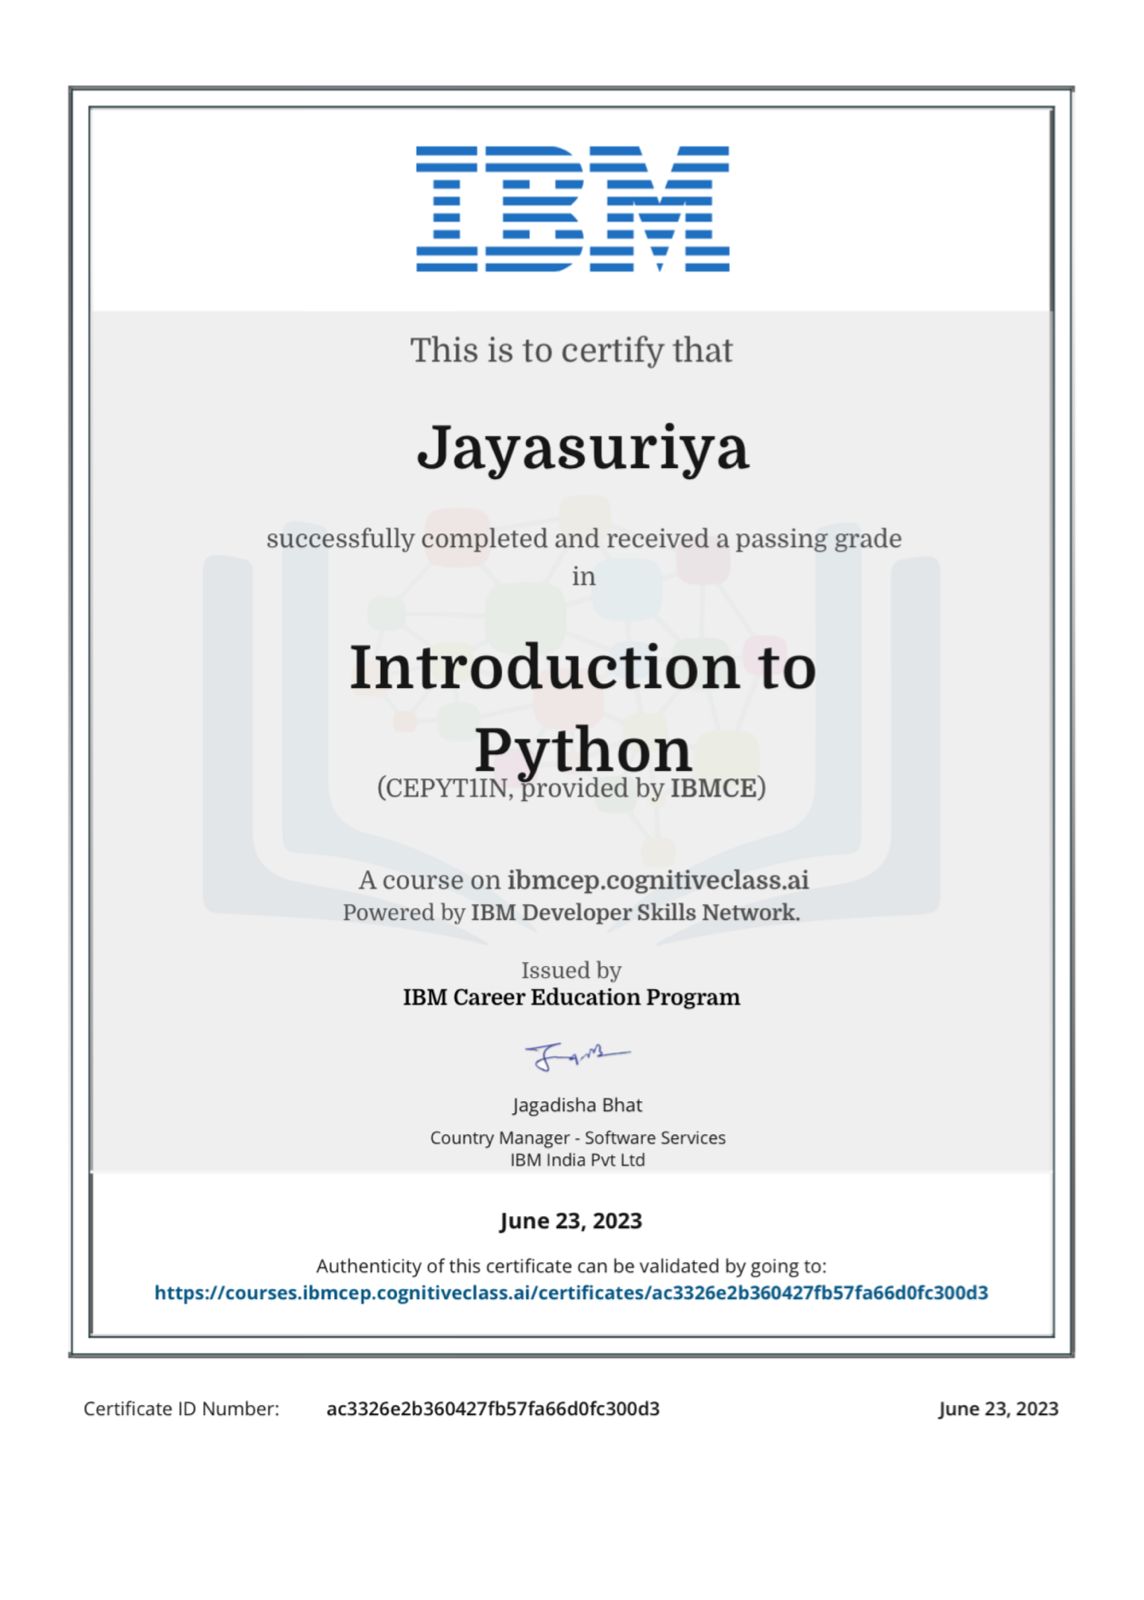 IBM
This is to certify that
Jayasuriya
successfully completed and received a passing grade
in
Introduction to
Python
(CEPYT1IN, provided by IBMCE)
A course on ibmcep.cognitiveclass.ai
Powered by IBM Developer Skills Network.
Issued by
IBM Career Education Program
Jagadisha Bhat
Country Manager - Software Services
IBM India Pvt Ltd
June 23, 2023
Authenticity of this certificate can be validated by going to:
https://courses.ibmcep.cognitiveclass.ai/certificates/ac3326e2b360427fb57fa66d0fc300d3
Certificate ID Number: ac3326e2b360427fb57fa66d0fc300d3 June 23, 2023